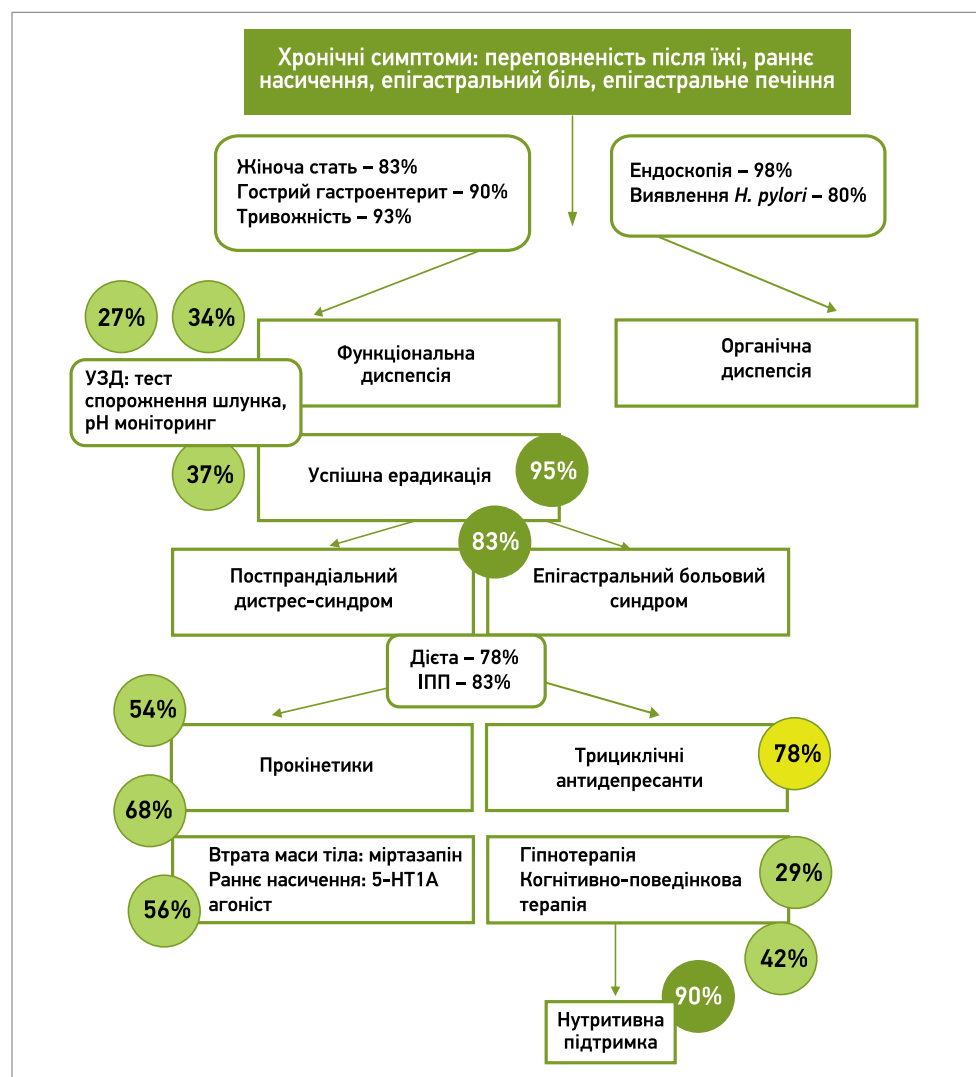 Хронічні симптоми: переповненість після їжі, раннє
насичення, епігастральний біль, епігастральне печіння
Жіноча стать – 83%
Гострий гастроентерит – 90%
Тривожність – 93%
Ендоскопія – 98%
Виявлення H. pylori – 80%
27%
34%
Функціональна
диспепсія
Органічна
диспепсія
УЗД: тест
спорожнення шлунка,
pH моніторинг
37%
Успішна ерадикація
95%
83%
Постпрандіальний
дистрес-синдром
Епігастральний больовий
синдром
Дієта – 78%
ІПП – 83%
54%
Прокінетики
Трициклічні
антидепресанти
78%
68%
Втрата маси тіла: міртазапін
Раннє насичення: 5-HT1A
агоніст
Гіпнотерапія
Когнітивно-поведінкова
терапія
29%
56%
42%
90%
Нутритивна
підтримка